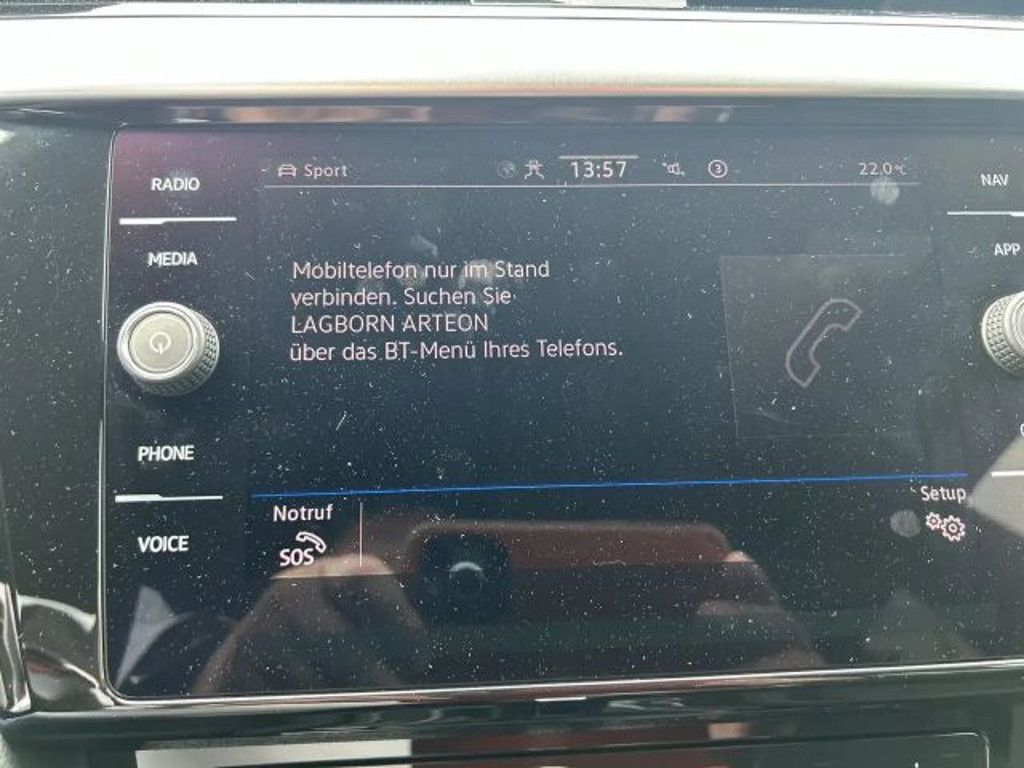 RADIO
Sport
13:57
3
22.0°C
NAV
MEDIA
APP
Mobiltelefon nur im Stand
verbinden. Suchen Sie
LAGBORN ARTEON
über das BT-Menü Ihres Telefons.
PHONE
VOICE
Notruf
SOS
Setup